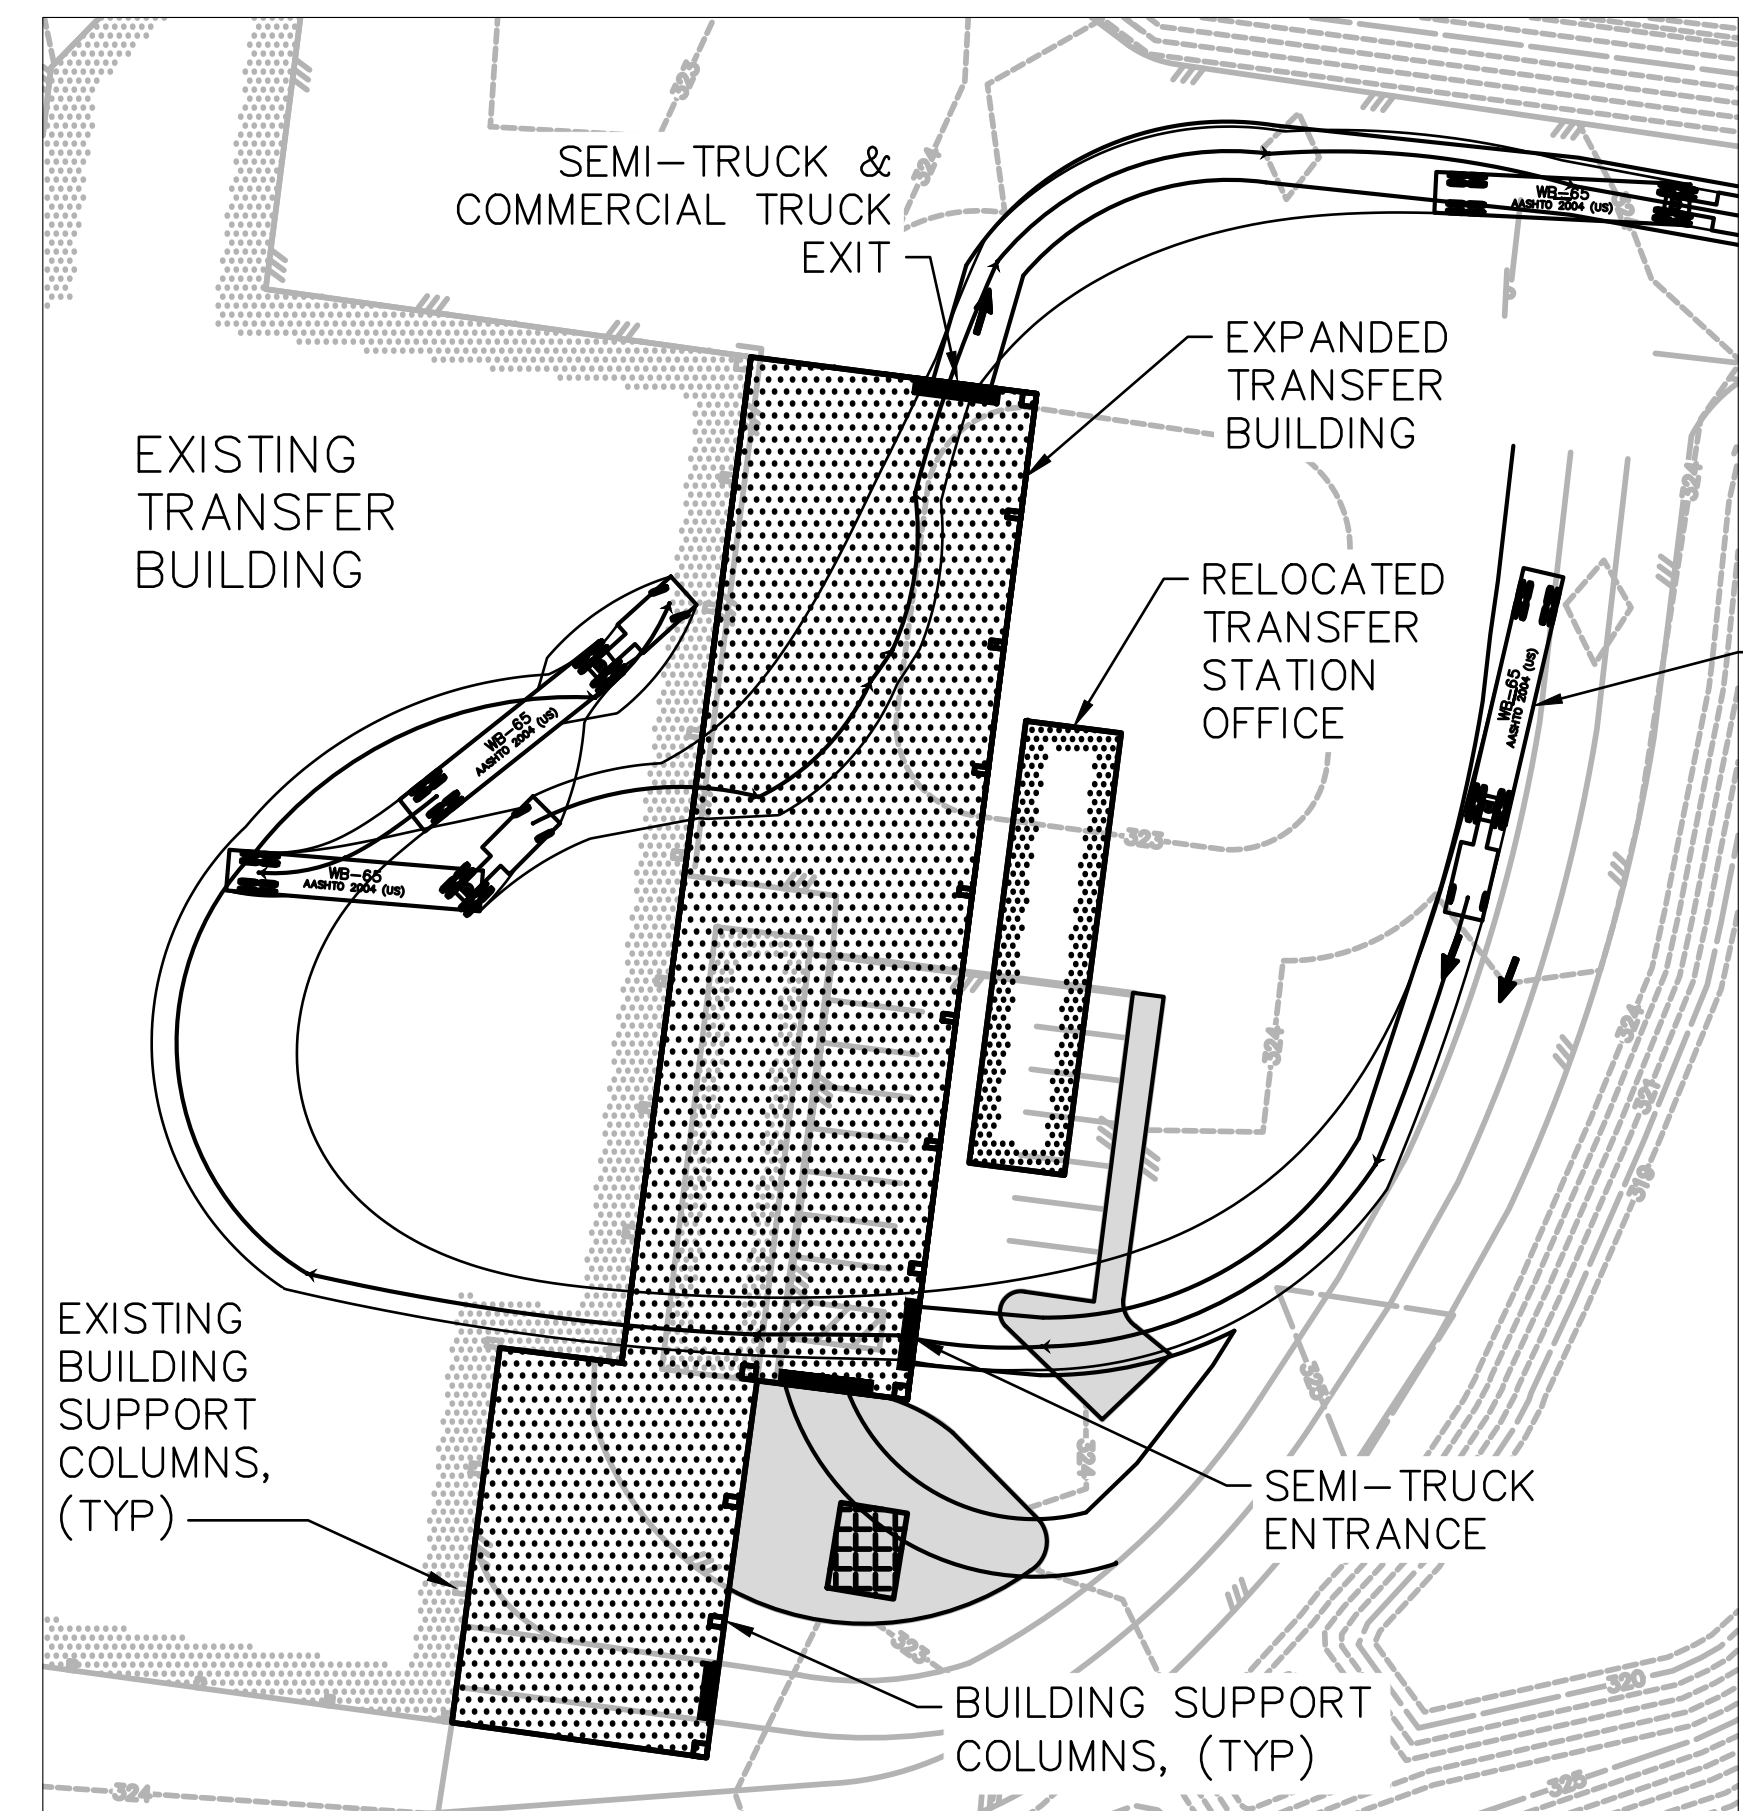 323
324
SEMI-TRUCK &
COMMERCIAL TRUCK
EXIT
WB-65
AASHTO 2004 (US)
EXPANDED
TRANSFER
BUILDING
EXISTING
TRANSFER
BUILDING
324
RELOCATED
TRANSFER
STATION
OFFICE
WB-65
AASHTO 2004 (US)
WB-65
AASHTO 2004 (US)
323
WB-65
AASHTO 2004 (US)
324
324
321
319
EXISTING
BUILDING
SUPPORT
COLUMNS,
(TYP)
325
324
SEMI-TRUCK
ENTRANCE
323
320
BUILDING SUPPORT
COLUMNS, (TYP)
324
325